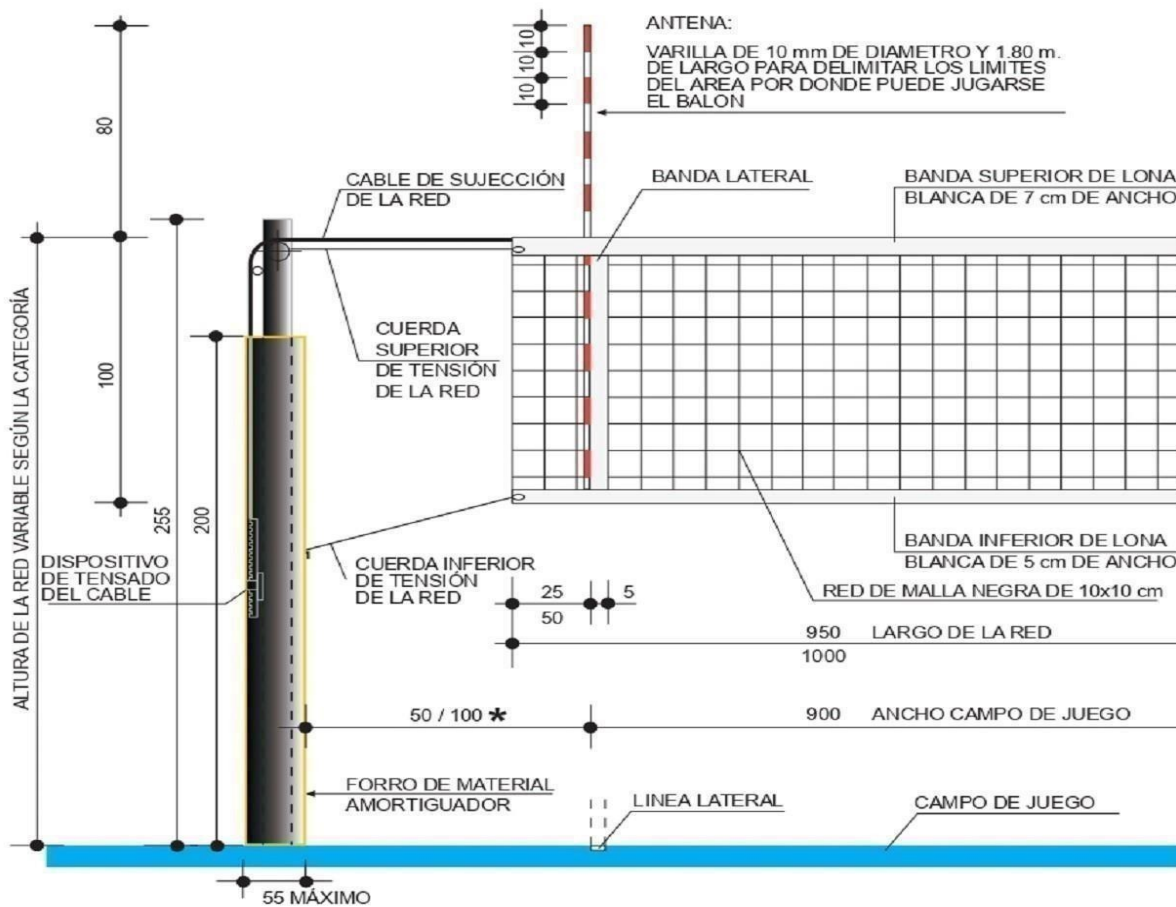 ANTENA:
VARILLA DE 10 mm DE DIAMETRO Y 1.80 m.
DE LARGO PARA DELIMITAR LOS LIMITES
DEL AREA POR DONDE PUEDE JUGARSE
EL BALON
10
10
10
80
CABLE DE SUJECCIÓN
DE LA RED
BANDA LATERAL
BANDA SUPERIOR DE LONA
BLANCA DE 7 cm DE ANCHO
ALTURA DE LA RED VARIABLE SEGÚN LA CATEGORÍA
100
255
200
CUERDA
SUPERIOR
DE TENSIÓN
DE LA RED
DISPOSITIVO
DE TENSADO
DEL CABLE
CUERDA INFERIOR
DE TENSIÓN
DE LA RED
BANDA INFERIOR DE LONA
BLANCA DE 5 cm DE ANCHO
RED DE MALLA NEGRA DE 10x10 cm
25
5
50
950 LARGO DE LA RED
1000
50 / 100 *
900 ANCHO CAMPO DE JUEGO
FORRO DE MATERIAL
AMORTIGUADOR
LINEA LATERAL
CAMPO DE JUEGO
55 MÁXIMO